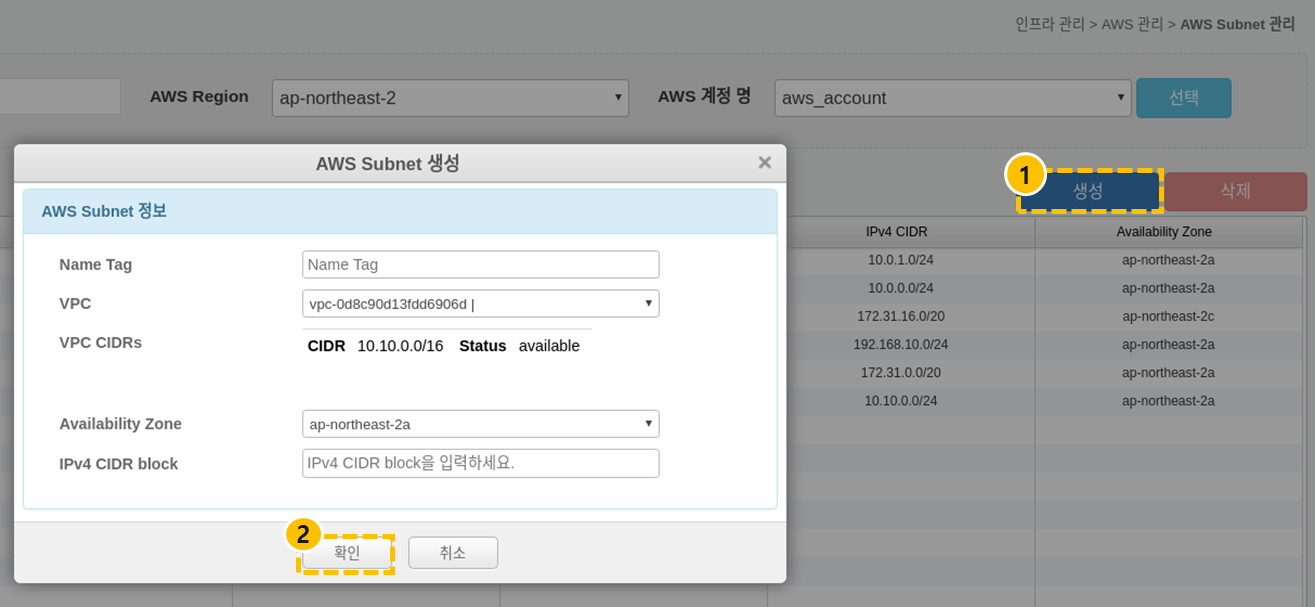 인프라 관리 > AWS 관리 > AWS Subnet 관리
AWS Region
ap-northeast-2
AWS 계정 명
aws_account
선택
1
생성
삭제
AWS Subnet 생성
×
AWS Subnet 정보
Name Tag
Name Tag
VPC
vpc-0d8c90d13fdd6906d |
VPC CIDRs
CIDR 10.10.0.0/16 Status available
Availability Zone
ap-northeast-2a
IPv4 CIDR block
IPv4 CIDR block을 입력하세요.
2
확인
취소
IPv4 CIDR Availability Zone
10.0.1.0/24 ap-northeast-2a
10.0.0.0/24 ap-northeast-2a
172.31.16.0/20 ap-northeast-2c
192.168.10.0/24 ap-northeast-2a
172.31.0.0/20 ap-northeast-2a
10.10.0.0/24 ap-northeast-2a